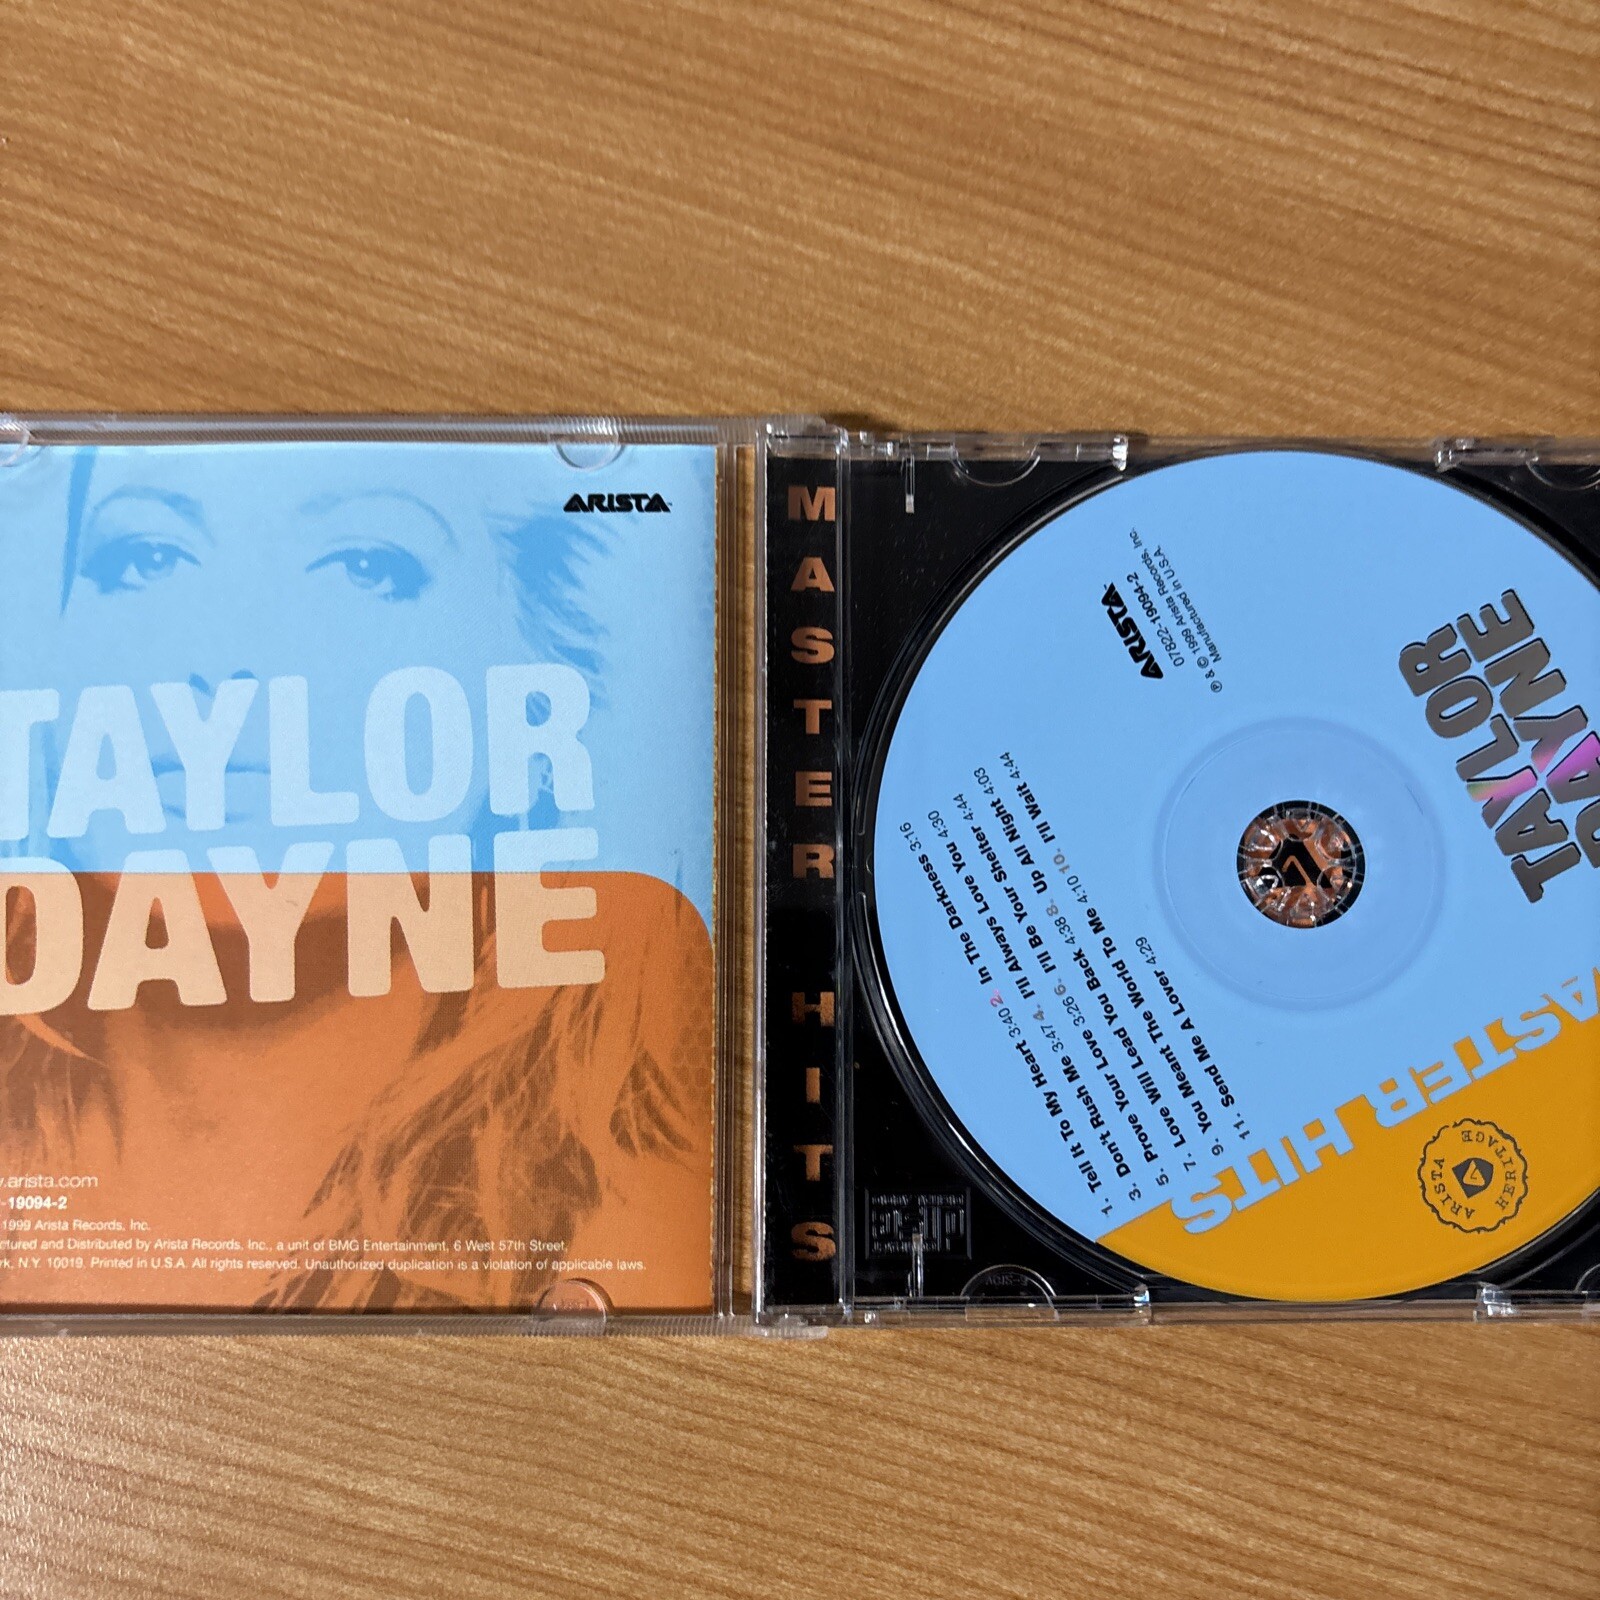 ARISTA
TAYLOR
DAYNE
.arista.com
-19094-2
1999 Arista Records, Inc.
ctured and Distributed by Arista Records, Inc., a unit of BMG Entertainment, 6 West 57th Street,
rk, N.Y. 10019. Printed in U.S.A. All rights reserved. Unauthorized duplication is a violation of applicable laws.
MASTER HITS
ARISTA
07822-19094-2
℗ & © 1999 Arista Records, Inc.
Manufactured in U.S.A.
TAYLOR
DAYNE
1. Tell It To My Heart 3:40 2. In The Darkness 3:16
3. Don't Rush Me 3:47 4. I'll Always Love You 4:30
5. Prove Your Love 3:26 6. I'll Be Your Shelter 4:44
7. Love Will Lead You Back 4:38 8. Up All Night 4:03
9. You Meant The World To Me 4:10 10. I'll Wait 4:44
11. Send Me A Lover 4:29
ASTER HITS
ARISTA HERITAGE